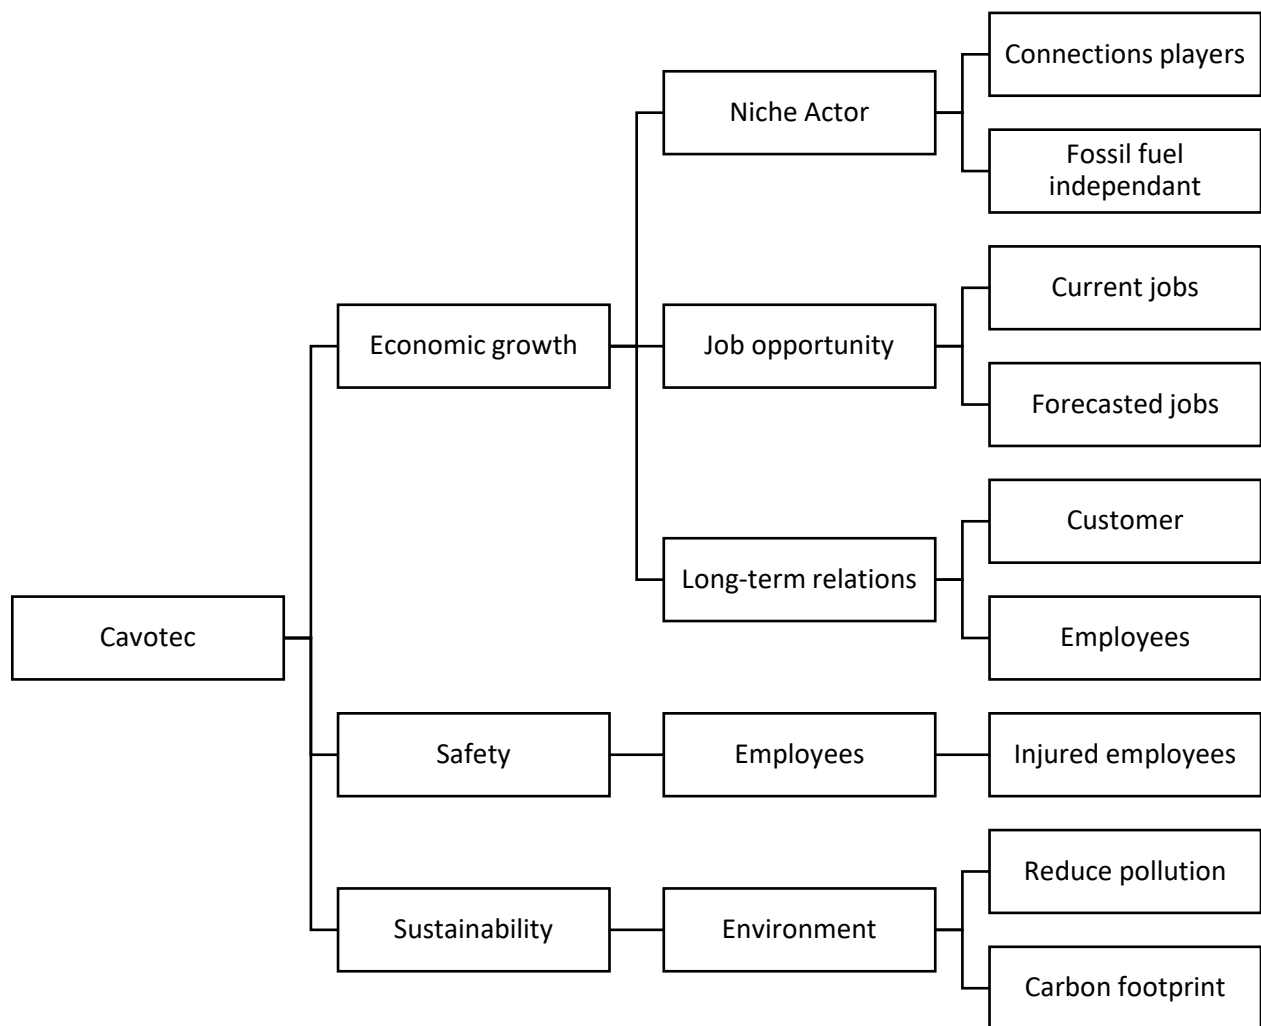 Connections players
Niche Actor
Fossil fuel
independant
Current jobs
Economic growth
Job opportunity
Forecasted jobs
Customer
Long-term relations
Cavotec
Employees
Safety
Employees
Injured employees
Reduce pollution
Sustainability
Environment
Carbon footprint